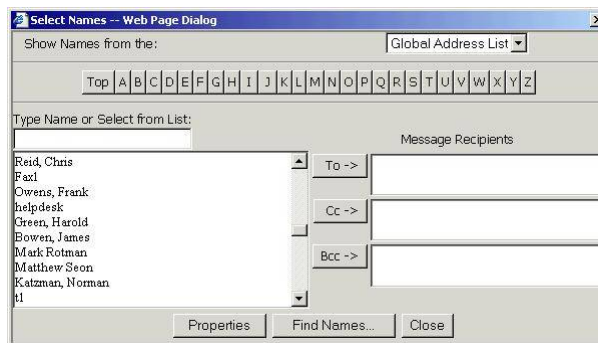 Select Names -- Web Page Dialog
Show Names from the: Global Address List
Top A B C D E F G H I J K L M N O P Q R S T U V W X Y Z
Type Name or Select from List:
Message Recipients
Reid, Chris
Fax1
Owens, Frank
helpdesk
Green, Harold
Bowen, James
Mark Rotman
Matthew Seon
Katzman, Norman
t1
To ->
Cc ->
Bcc ->
Properties Find Names... Close